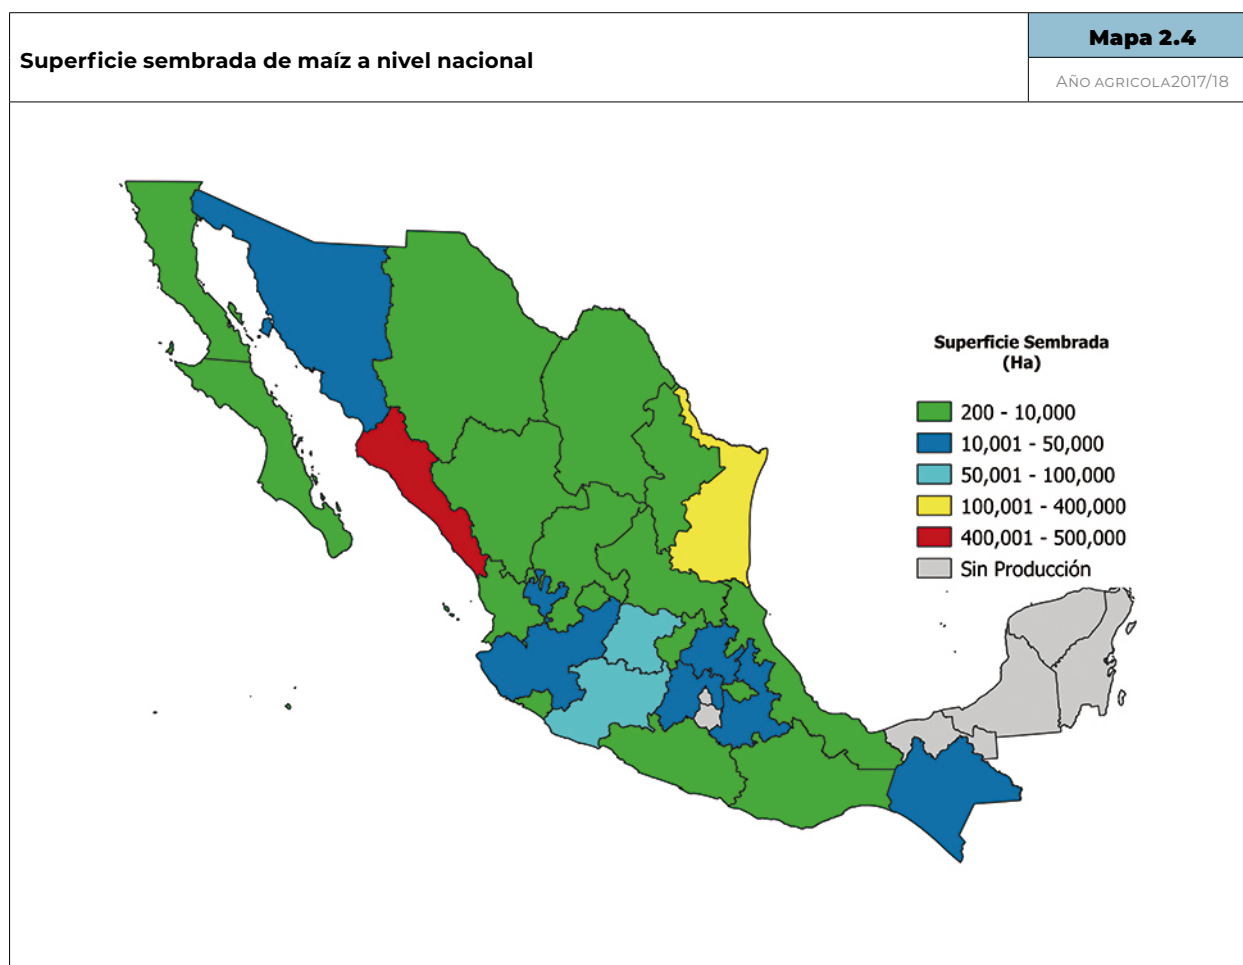 Superficie sembrada de maíz a nivel nacional
Mapa 2.4
AÑO AGRICOLA2017/18
Superficie Sembrada
(Ha)
200 - 10,000
10,001 - 50,000
50,001 - 100,000
100,001 - 400,000
400,001 - 500,000
Sin Producción